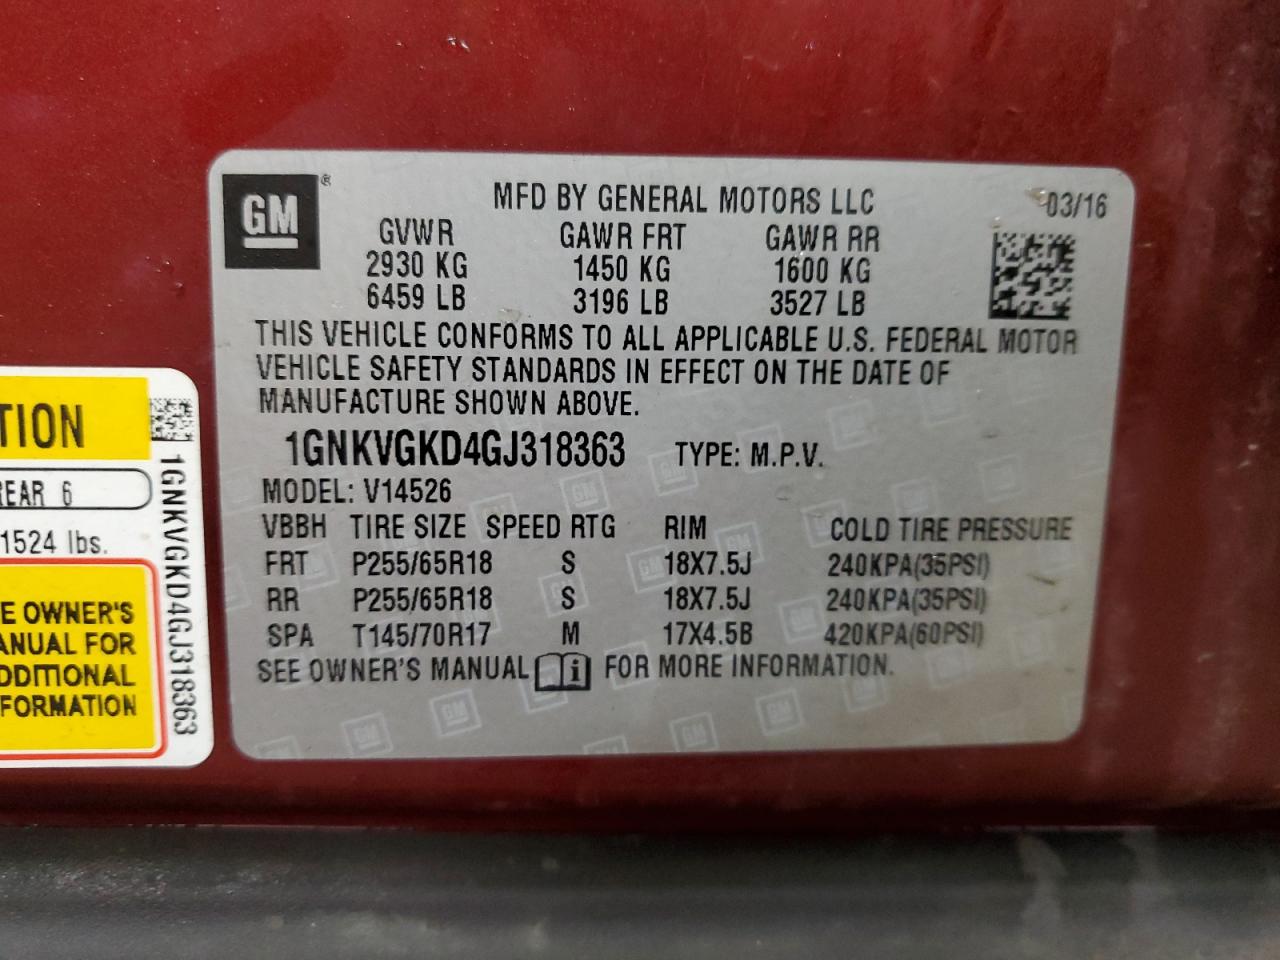 GM ®
MFD BY GENERAL MOTORS LLC 03/16
GVWR GAWR FRT GAWR RR
2930 KG 1450 KG 1600 KG
6459 LB 3196 LB 3527 LB
THIS VEHICLE CONFORMS TO ALL APPLICABLE U.S. FEDERAL MOTOR
VEHICLE SAFETY STANDARDS IN EFFECT ON THE DATE OF
MANUFACTURE SHOWN ABOVE.
1GNKVGKD4GJ318363 TYPE: M.P.V.
MODEL: V14526
VBBH TIRE SIZE SPEED RTG RIM COLD TIRE PRESSURE
FRT P255/65R18 S 18X7.5J 240KPA(35PSI)
RR P255/65R18 S 18X7.5J 240KPA(35PSI)
SPA T145/70R17 M 17X4.5B 420KPA(60PSI)
SEE OWNER'S MANUAL i FOR MORE INFORMATION.
TION
REAR 6
1524 lbs.
E OWNER'S
ANUAL FOR
DDITIONAL
FORMATION
1GNKVGKD4GJ318363